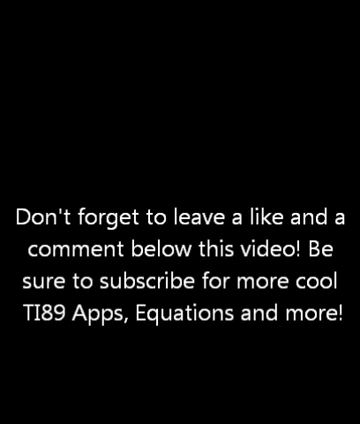 Don't forget to leave a like and a
comment below this video! Be
sure to subscribe for more cool
TI89 Apps, Equations and more!